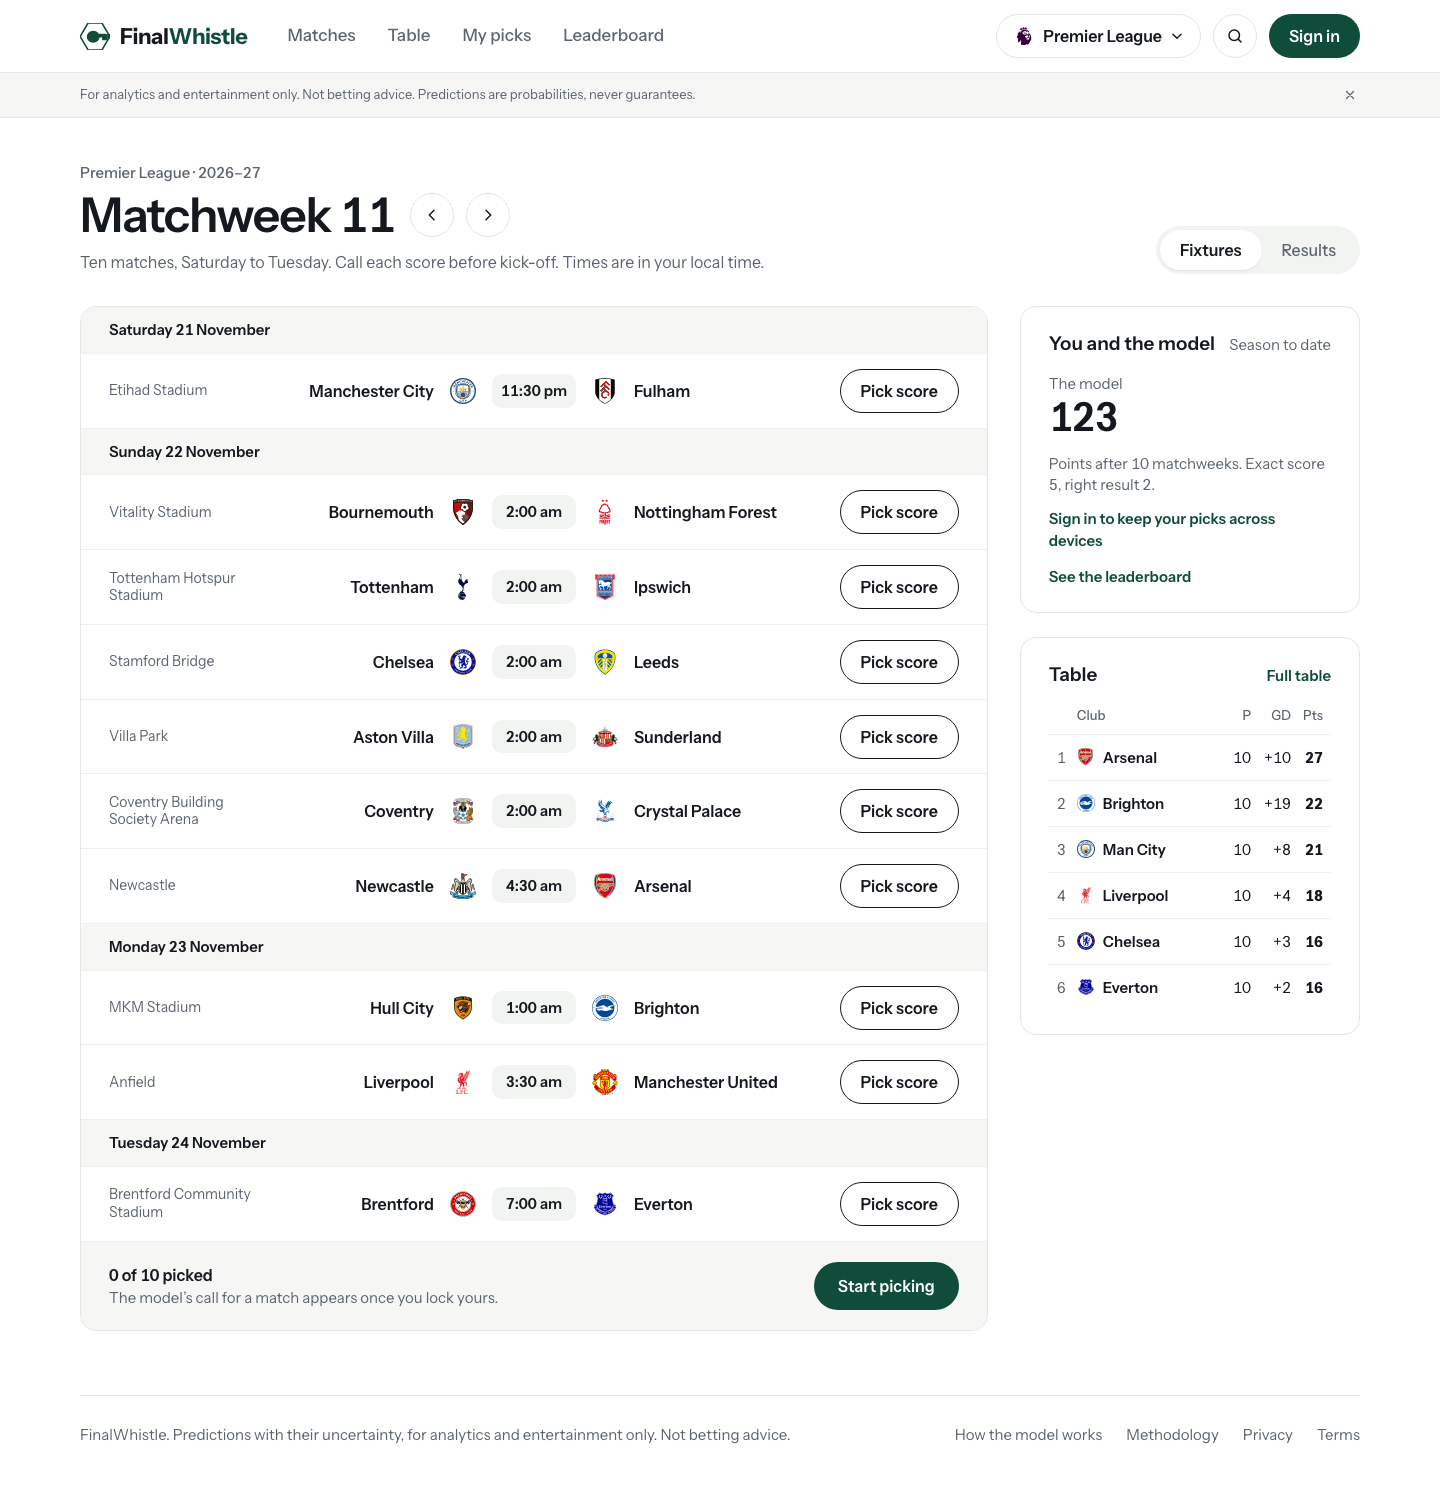 FinalWhistle
Matches
Table
My picks
Leaderboard
Premier League
Sign in
For analytics and entertainment only. Not betting advice. Predictions are probabilities, never guarantees.
Premier League · 2026–27
Matchweek 11
Ten matches, Saturday to Tuesday. Call each score before kick-off. Times are in your local time.
Fixtures
Results
Saturday 21 November
Etihad Stadium
Manchester City
11:30 pm
Fulham
Pick score
Sunday 22 November
Vitality Stadium
Bournemouth
2:00 am
Nottingham Forest
Pick score
Tottenham Hotspur
Stadium
Tottenham
2:00 am
Ipswich
Pick score
Stamford Bridge
Chelsea
2:00 am
Leeds
Pick score
Villa Park
Aston Villa
2:00 am
Sunderland
Pick score
Coventry Building
Society Arena
Coventry
2:00 am
Crystal Palace
Pick score
Newcastle
Newcastle
4:30 am
Arsenal
Pick score
Monday 23 November
MKM Stadium
Hull City
1:00 am
Brighton
Pick score
Anfield
Liverpool
3:30 am
Manchester United
Pick score
Tuesday 24 November
Brentford Community
Stadium
Brentford
7:00 am
Everton
Pick score
0 of 10 picked
The model’s call for a match appears once you lock yours.
Start picking
You and the model
Season to date
The model
123
Points after 10 matchweeks. Exact score
5, right result 2.
Sign in to keep your picks across
devices
See the leaderboard
Table
Full table
Club P GD Pts
1 Arsenal 10 +10 27
2 Brighton 10 +19 22
3 Man City 10 +8 21
4 Liverpool 10 +4 18
5 Chelsea 10 +3 16
6 Everton 10 +2 16
FinalWhistle. Predictions with their uncertainty, for analytics and entertainment only. Not betting advice.
How the model works
Methodology
Privacy
Terms